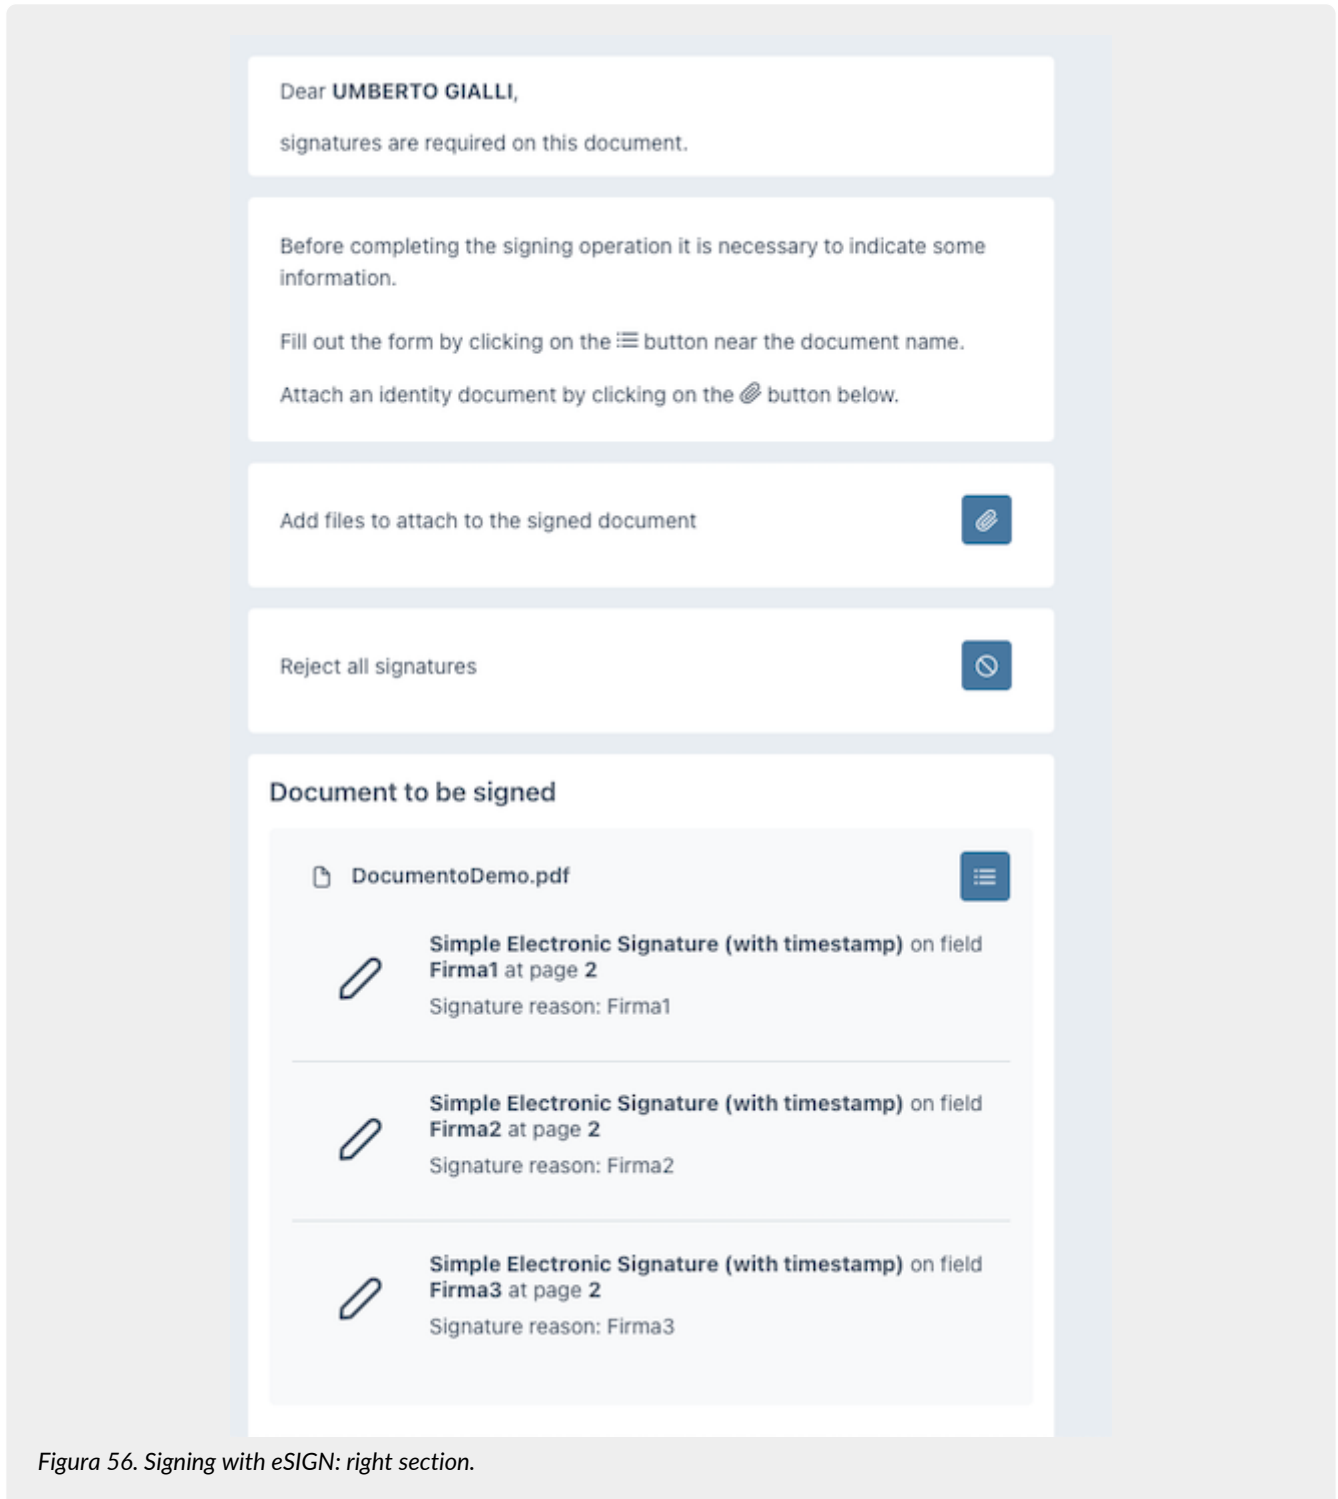 Dear UMBERTO GIALLI,
signatures are required on this document.
Before completing the signing operation it is necessary to indicate some
information.
Fill out the form by clicking on the button near the document name.
Attach an identity document by clicking on the button below.
Add files to attach to the signed document
Reject all signatures
Document to be signed
DocumentoDemo.pdf
Simple Electronic Signature (with timestamp) on field
Firma1 at page 2
Signature reason: Firma1
Simple Electronic Signature (with timestamp) on field
Firma2 at page 2
Signature reason: Firma2
Simple Electronic Signature (with timestamp) on field
Firma3 at page 2
Signature reason: Firma3
Figura 56. Signing with eSIGN: right section.